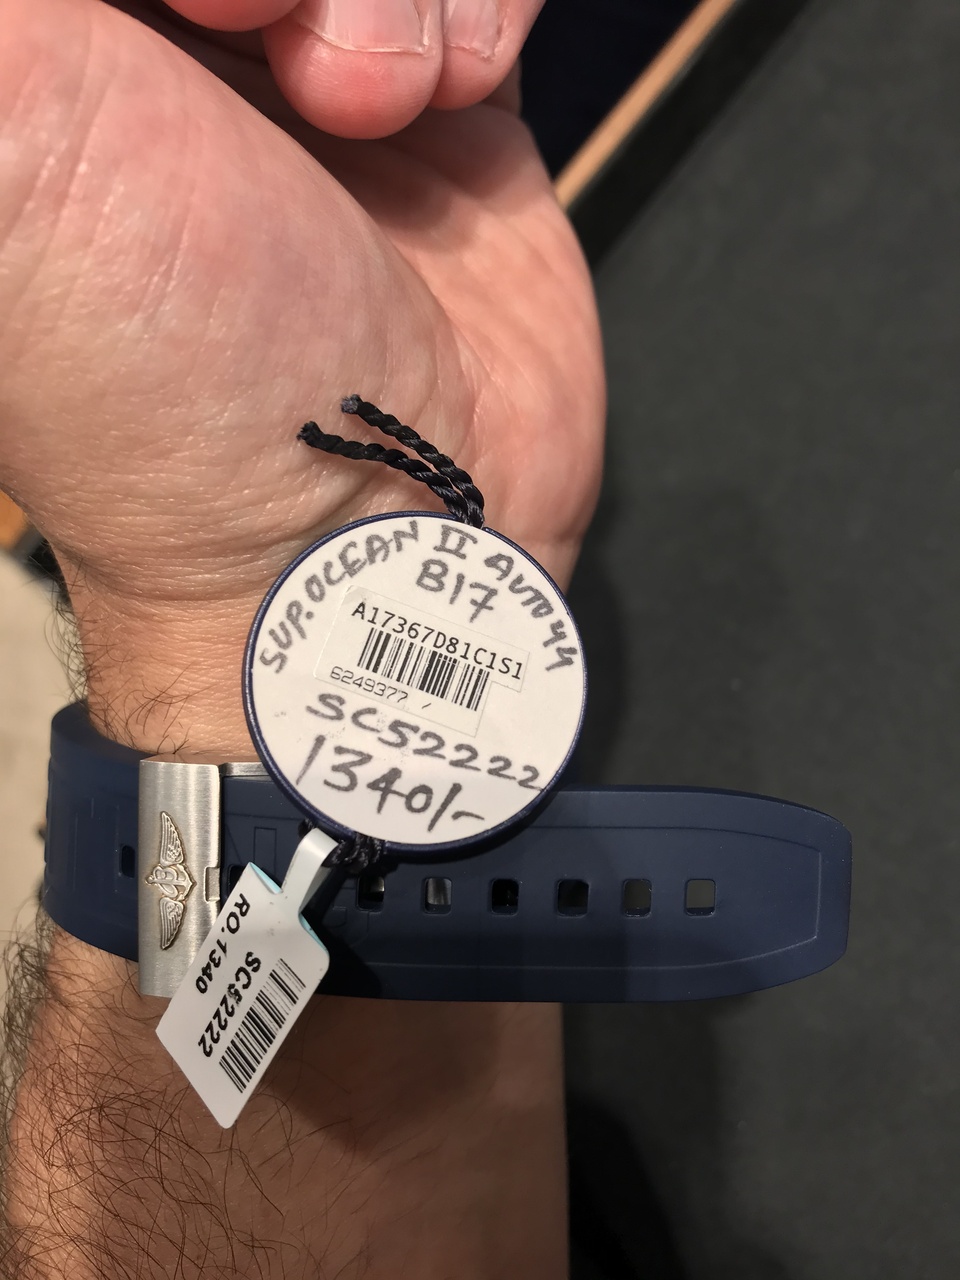 SUP.OCEAN II AUTO 44
B17
A17367D81C1S1
6249377 /
SC52222
1340/-
RO.1340
SC52222